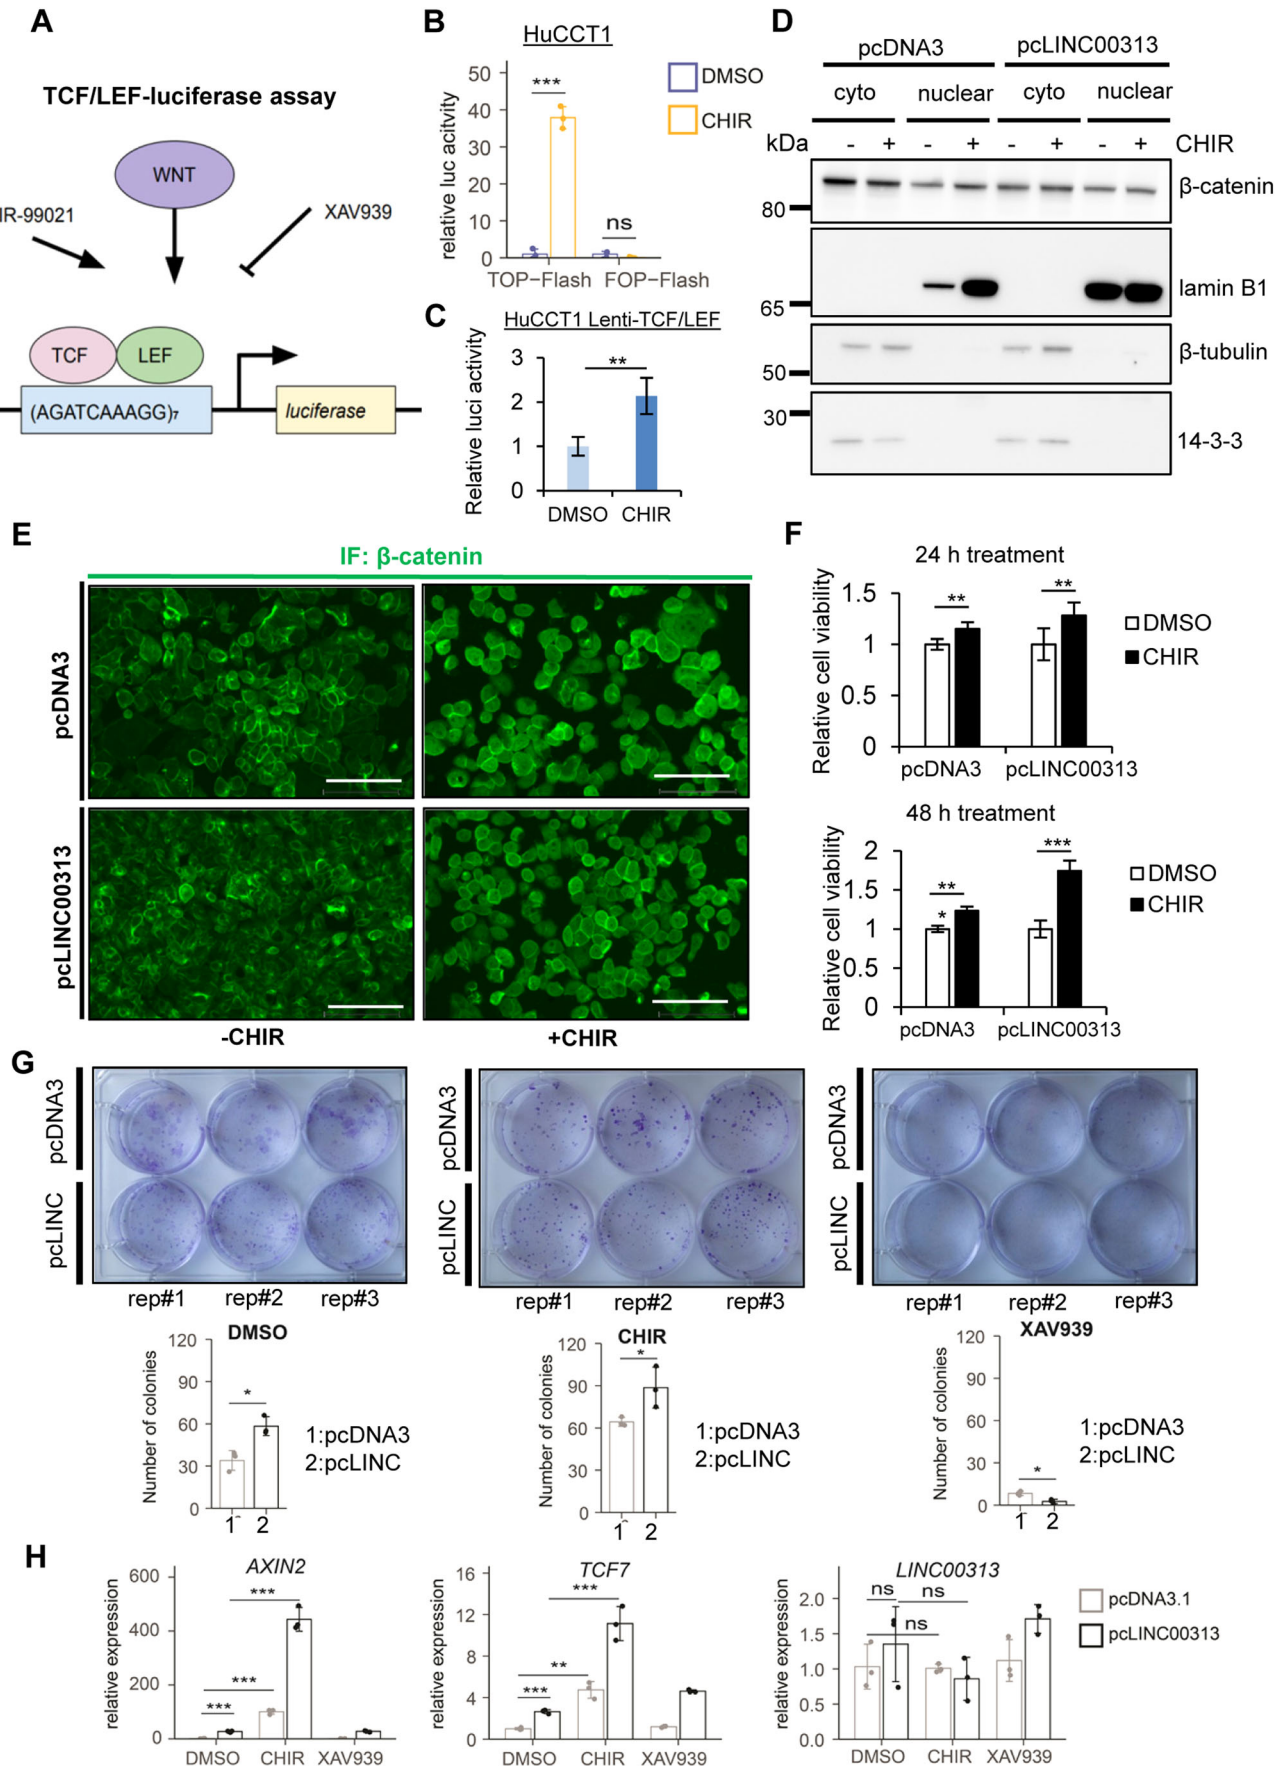 A
TCF/LEF-luciferase assay
WNT
IR-99021
XAV939
TCF
LEF
(AGATCAAAGG)₇
luciferase
B
HuCCT1
***
ns
50
40
30
20
10
0
relative luc acitvity
TOP−Flash
FOP−Flash
DMSO
CHIR
C
HuCCT1 Lenti-TCF/LEF
**
3
2
1
0
Relative luci activity
DMSO
CHIR
D
pcDNA3
pcLINC00313
cyto
nuclear
cyto
nuclear
kDa
- + - + - + - +
CHIR
β-catenin
80
lamin B1
65
β-tubulin
50
30
14-3-3
E
IF: β-catenin
pcDNA3
pcLINC00313
-CHIR
+CHIR
F
24 h treatment
1.5
1
0.5
0
Relative cell viability
**
**
pcDNA3
pcLINC00313
DMSO
CHIR
48 h treatment
2
1.5
1
0.5
0
Relative cell viability
**
*
***
pcDNA3
pcLINC00313
DMSO
CHIR
G
pcDNA3
pcLINC
rep#1
rep#2
rep#3
pcDNA3
pcLINC
rep#1
rep#2
rep#3
pcDNA3
pcLINC
rep#1
rep#2
rep#3
DMSO
120
90
60
30
0
Number of colonies
*
1
2
1:pcDNA3
2:pcLINC
CHIR
120
90
60
30
0
Number of colonies
*
1
2
1:pcDNA3
2:pcLINC
XAV939
120
90
60
30
0
Number of colonies
*
1
2
1:pcDNA3
2:pcLINC
H
AXIN2
600
400
200
0
relative expression
***
***
***
DMSO
CHIR
XAV939
TCF7
16
12
8
4
0
relative expression
***
**
***
DMSO
CHIR
XAV939
LINC00313
2.0
1.5
1.0
0.5
0.0
relative expression
ns
ns
ns
DMSO
CHIR
XAV939
pcDNA3.1
pcLINC00313